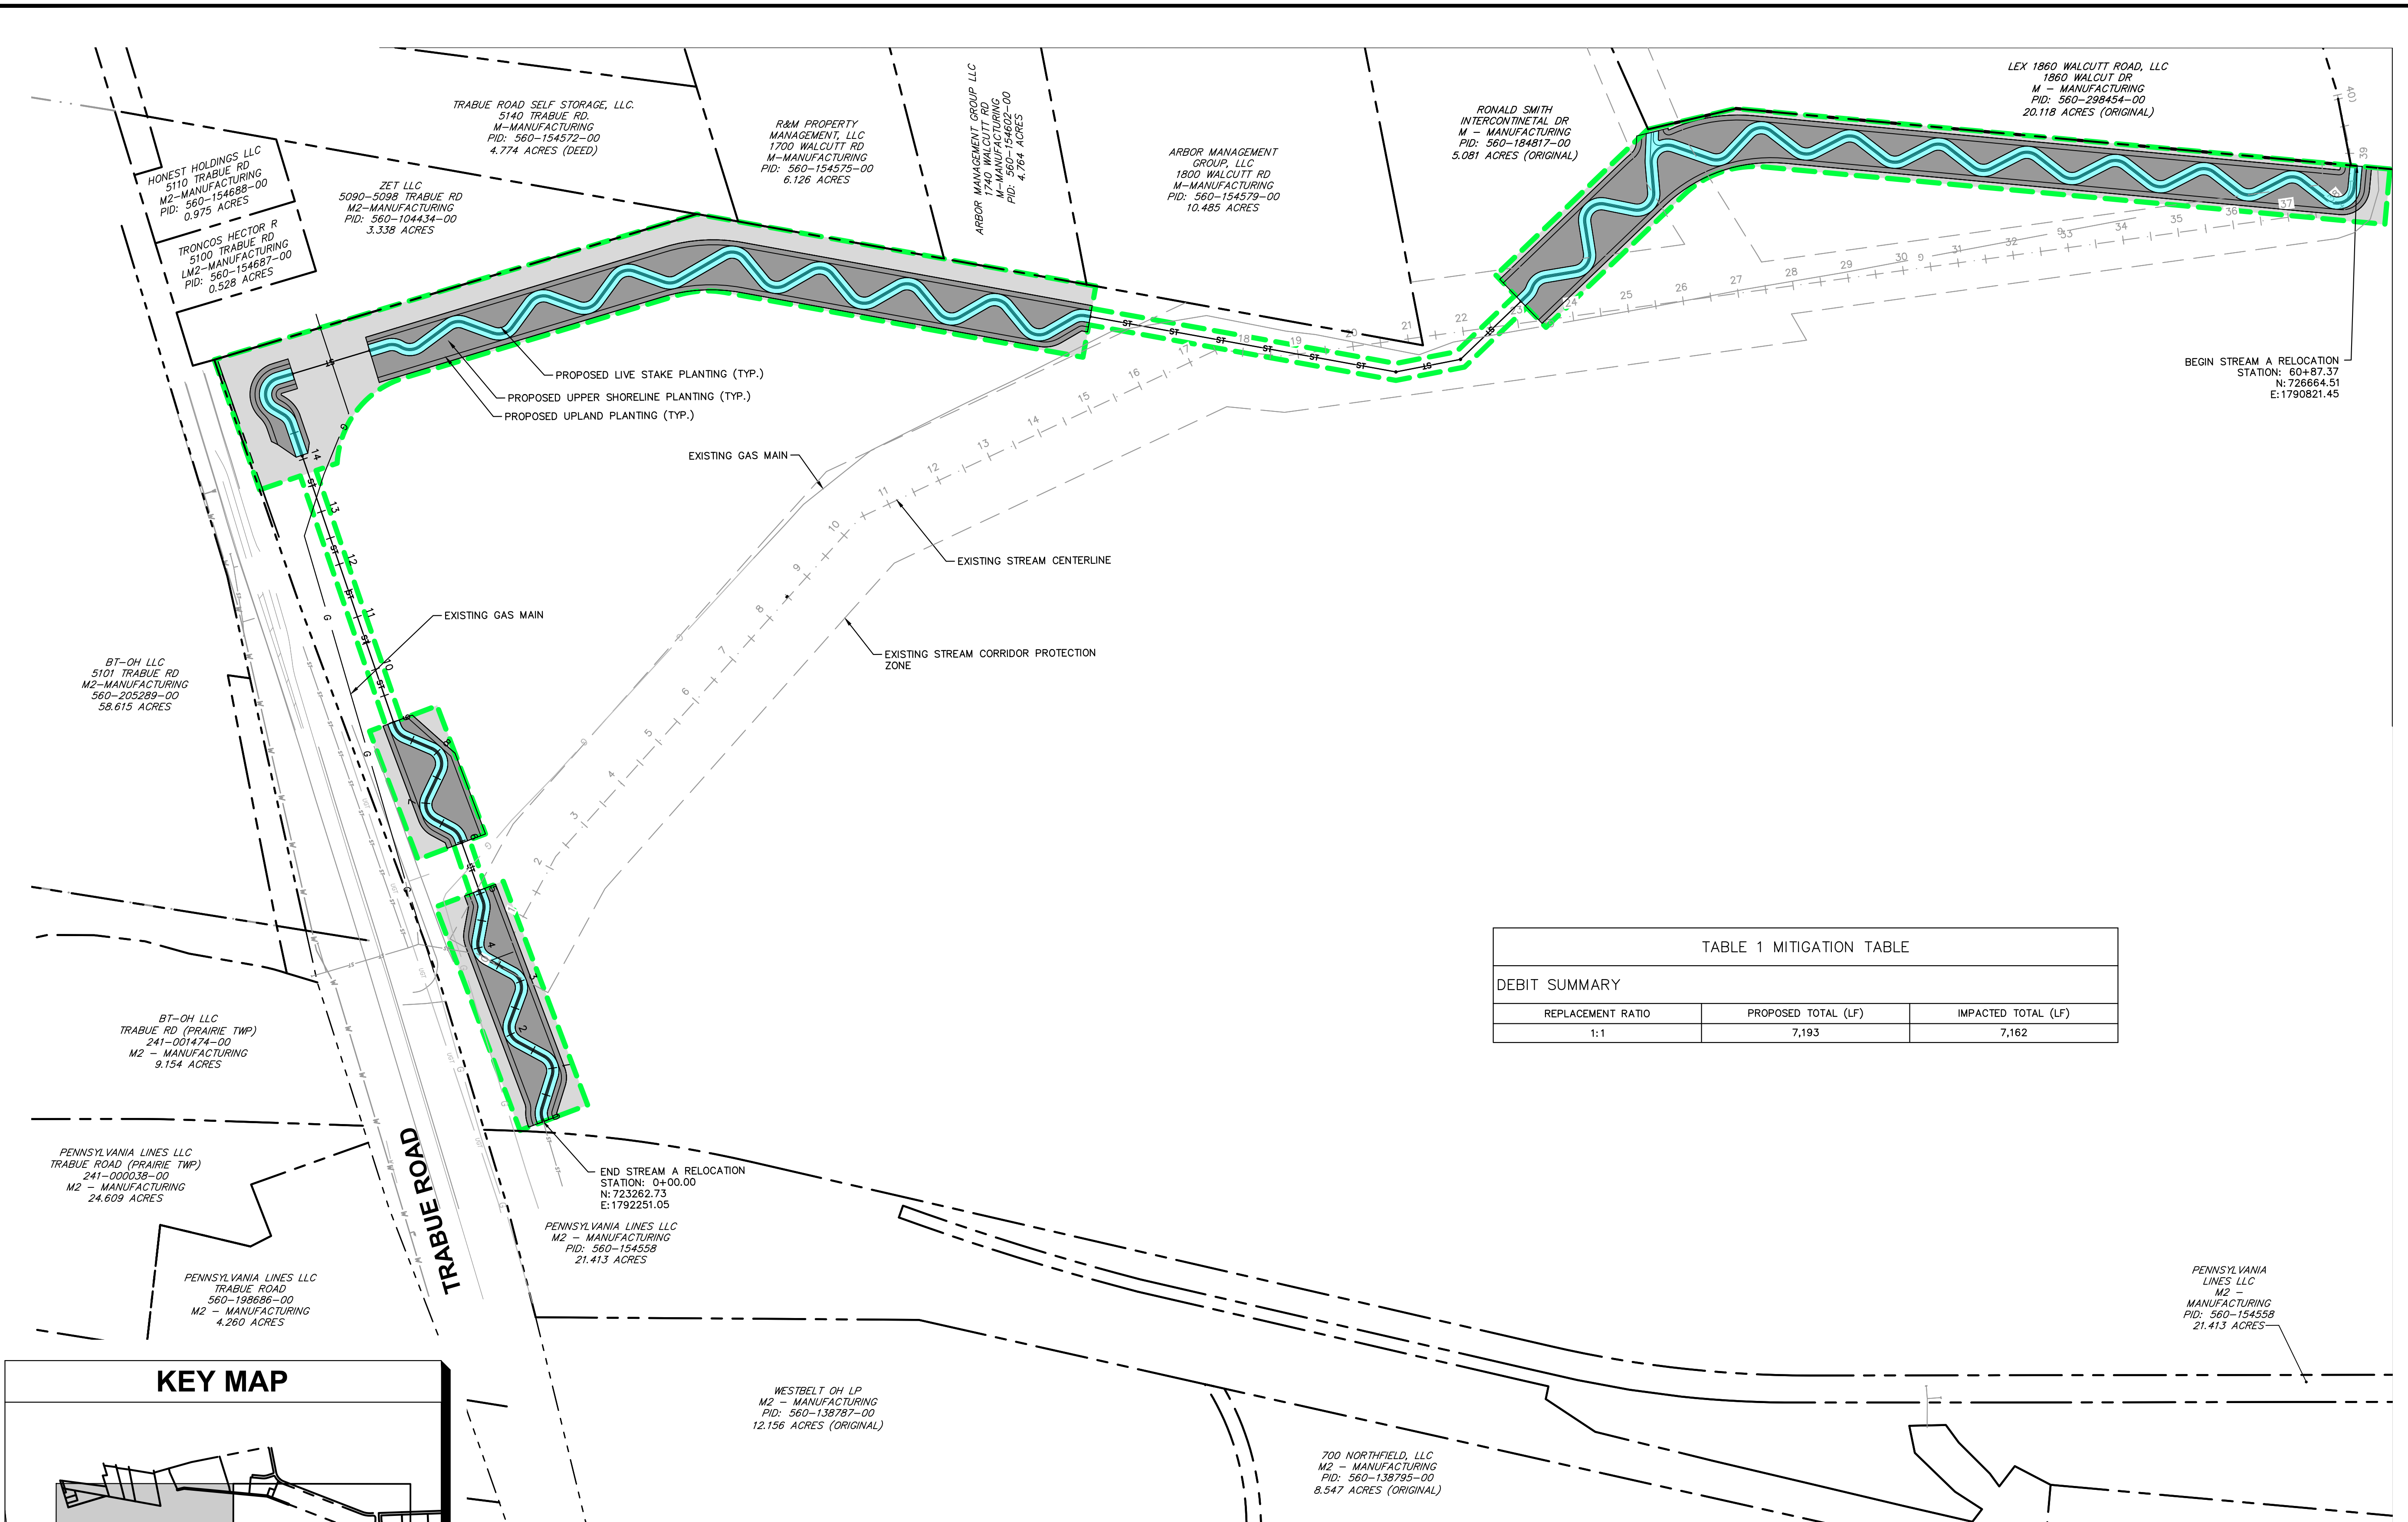 LEX 1860 WALCUTT ROAD, LLC
1860 WALCUT DR
M – MANUFACTURING
PID: 560–298454–00
20.118 ACRES (ORIGINAL)
RONALD SMITH
INTERCONTINETAL DR
M – MANUFACTURING
PID: 560–184817–00
5.081 ACRES (ORIGINAL)
TRABUE ROAD SELF STORAGE, LLC.
5140 TRABUE RD.
M–MANUFACTURING
PID: 560–154572–00
4.774 ACRES (DEED)
R&M PROPERTY
MANAGEMENT, LLC
1700 WALCUTT RD
M–MANUFACTURING
PID: 560–154575–00
6.126 ACRES
ARBOR MANAGEMENT GROUP LLC
1740 WALCUTT RD
M–MANUFACTURING
PID: 560–154602–00
4.764 ACRES
ARBOR MANAGEMENT
GROUP, LLC
1800 WALCUTT RD
M–MANUFACTURING
PID: 560–154579–00
10.485 ACRES
HONEST HOLDINGS LLC
5110 TRABUE RD
M2–MANUFACTURING
PID: 560–154688–00
0.975 ACRES
ZET LLC
5090–5098 TRABUE RD
M2–MANUFACTURING
PID: 560–104434–00
3.338 ACRES
TRONCOS HECTOR R
5100 TRABUE RD
LM2–MANUFACTURING
PID: 560–154687–00
0.528 ACRES
BEGIN STREAM A RELOCATION
STATION: 60+87.37
N: 726664.51
E: 1790821.45
PROPOSED LIVE STAKE PLANTING (TYP.)
PROPOSED UPPER SHORELINE PLANTING (TYP.)
PROPOSED UPLAND PLANTING (TYP.)
EXISTING GAS MAIN
EXISTING STREAM CENTERLINE
EXISTING GAS MAIN
EXISTING STREAM CORRIDOR PROTECTION
ZONE
BT–OH LLC
5101 TRABUE RD
M2–MANUFACTURING
560–205289–00
58.615 ACRES
TABLE 1 MITIGATION TABLE
DEBIT SUMMARY
REPLACEMENT RATIO PROPOSED TOTAL (LF) IMPACTED TOTAL (LF)
1:1 7,193 7,162
BT–OH LLC
TRABUE RD (PRAIRIE TWP)
241–001474–00
M2 – MANUFACTURING
9.154 ACRES
PENNSYLVANIA LINES LLC
TRABUE ROAD (PRAIRIE TWP)
241–000038–00
M2 – MANUFACTURING
24.609 ACRES
TRABUE ROAD
END STREAM A RELOCATION
STATION: 0+00.00
N: 723262.73
E: 1792251.05
PENNSYLVANIA LINES LLC
M2 – MANUFACTURING
PID: 560–154558
21.413 ACRES
PENNSYLVANIA LINES LLC
TRABUE ROAD
560–198686–00
M2 – MANUFACTURING
4.260 ACRES
PENNSYLVANIA
LINES LLC
M2 –
MANUFACTURING
PID: 560–154558
21.413 ACRES
KEY MAP
WESTBELT OH LP
M2 – MANUFACTURING
PID: 560–138787–00
12.156 ACRES (ORIGINAL)
700 NORTHFIELD, LLC
M2 – MANUFACTURING
PID: 560–138795–00
8.547 ACRES (ORIGINAL)